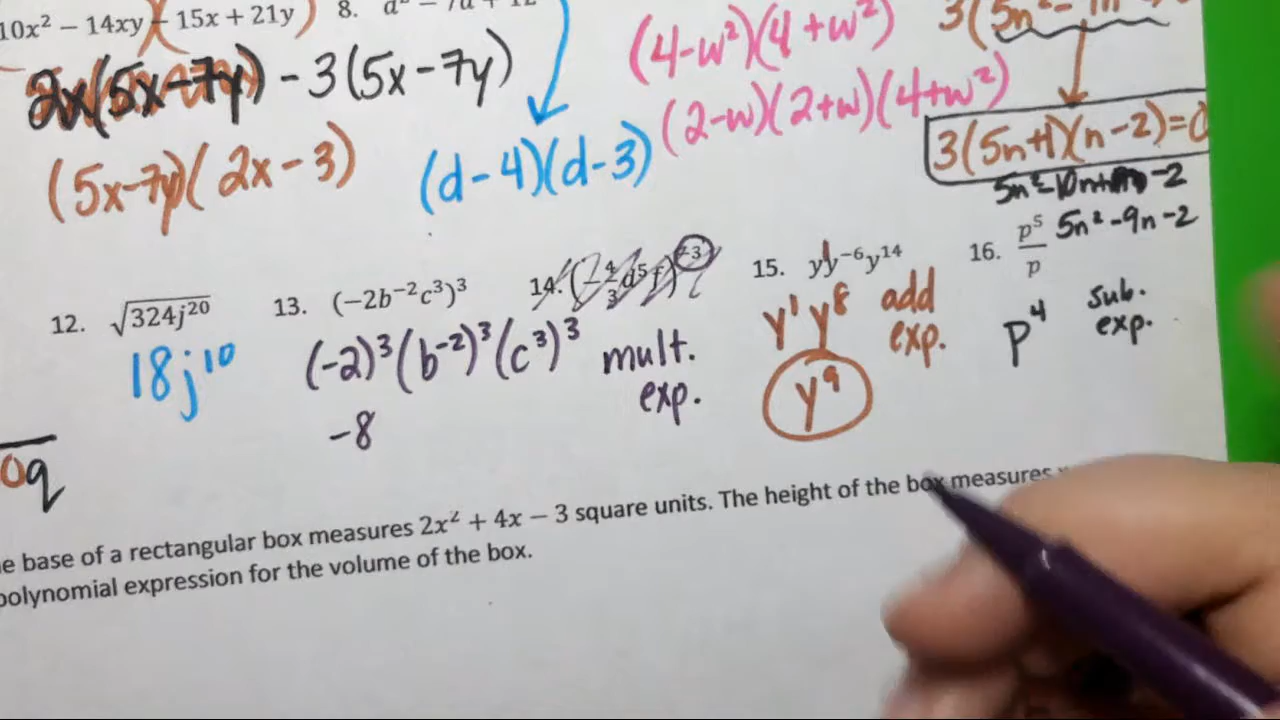 10x² − 14xy − 15x + 21y)
2x(5x−7y) − 3(5x−7y)
(5x−7y)(2x−3)
8.
(d−4)(d−3)
(4−w²)(4+w²)
(2−w)(2+w)(4+w²)
3(5n+1)(n−2)=0
5n²−9n−2
12. √324j²⁰
18j¹⁰
13. (−2b⁻²c³)³
(−2)³(b⁻²)³(c³)³ mult. exp.
−8
14.
15. yy⁻⁶y¹⁴
y¹y⁸ add exp.
y⁹
16. p⁵/p
p⁴ sub. exp.
q
base of a rectangular box measures 2x² + 4x − 3 square units. The height of the box measures
polynomial expression for the volume of the box.